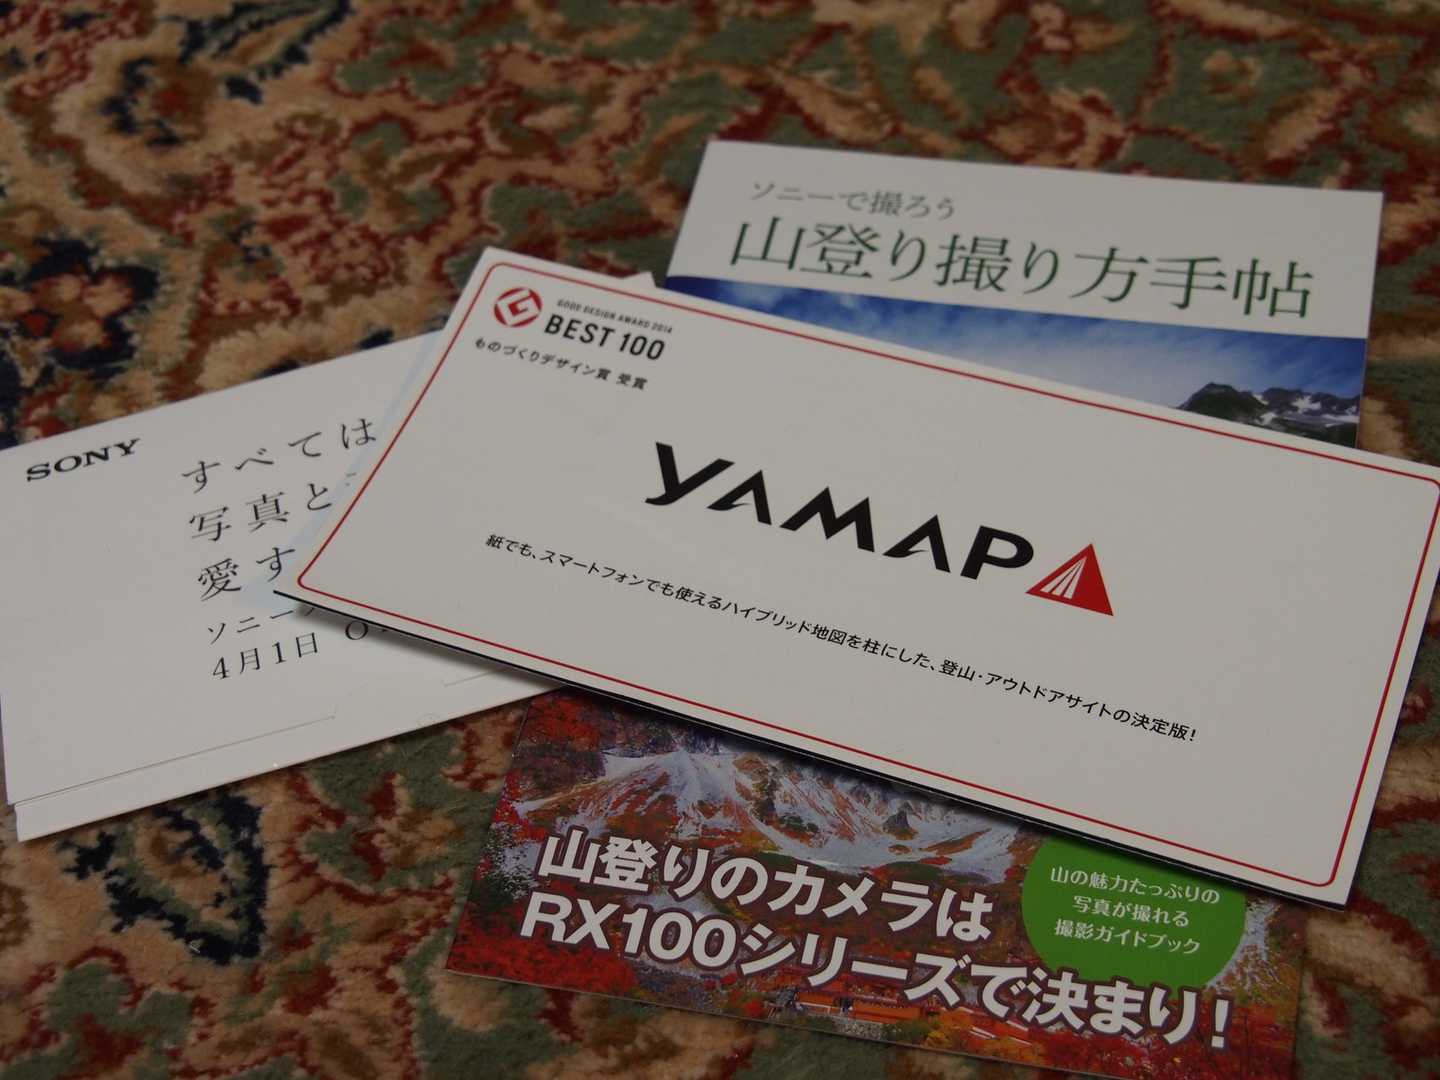 ソニーで撮ろう
山登り撮り方手帖
GOOD DESIGN AWARD 2014
BEST 100
ものづくりデザイン賞 受賞
YAMAP
紙でも、スマートフォンでも使えるハイブリッド地図を柱にした、登山・アウトドアサイトの決定版!
SONY
すべては
写真と
愛す
ソニー
4月1日
山登りのカメラは
RX100シリーズで決まり!
山の魅力たっぷりの
写真が撮れる
撮影ガイドブック